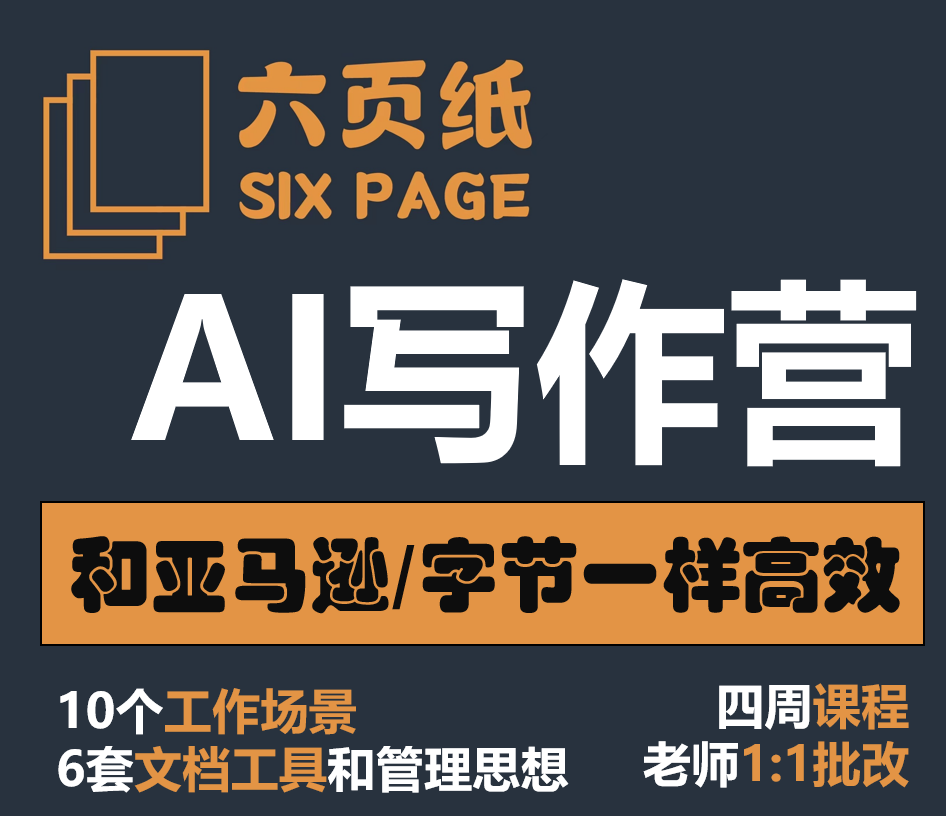 六页纸
SIX PAGE
AI写作营
和亚马逊/字节一样高效
10个工作场景
6套文档工具和管理思想
四周课程
老师1:1批改